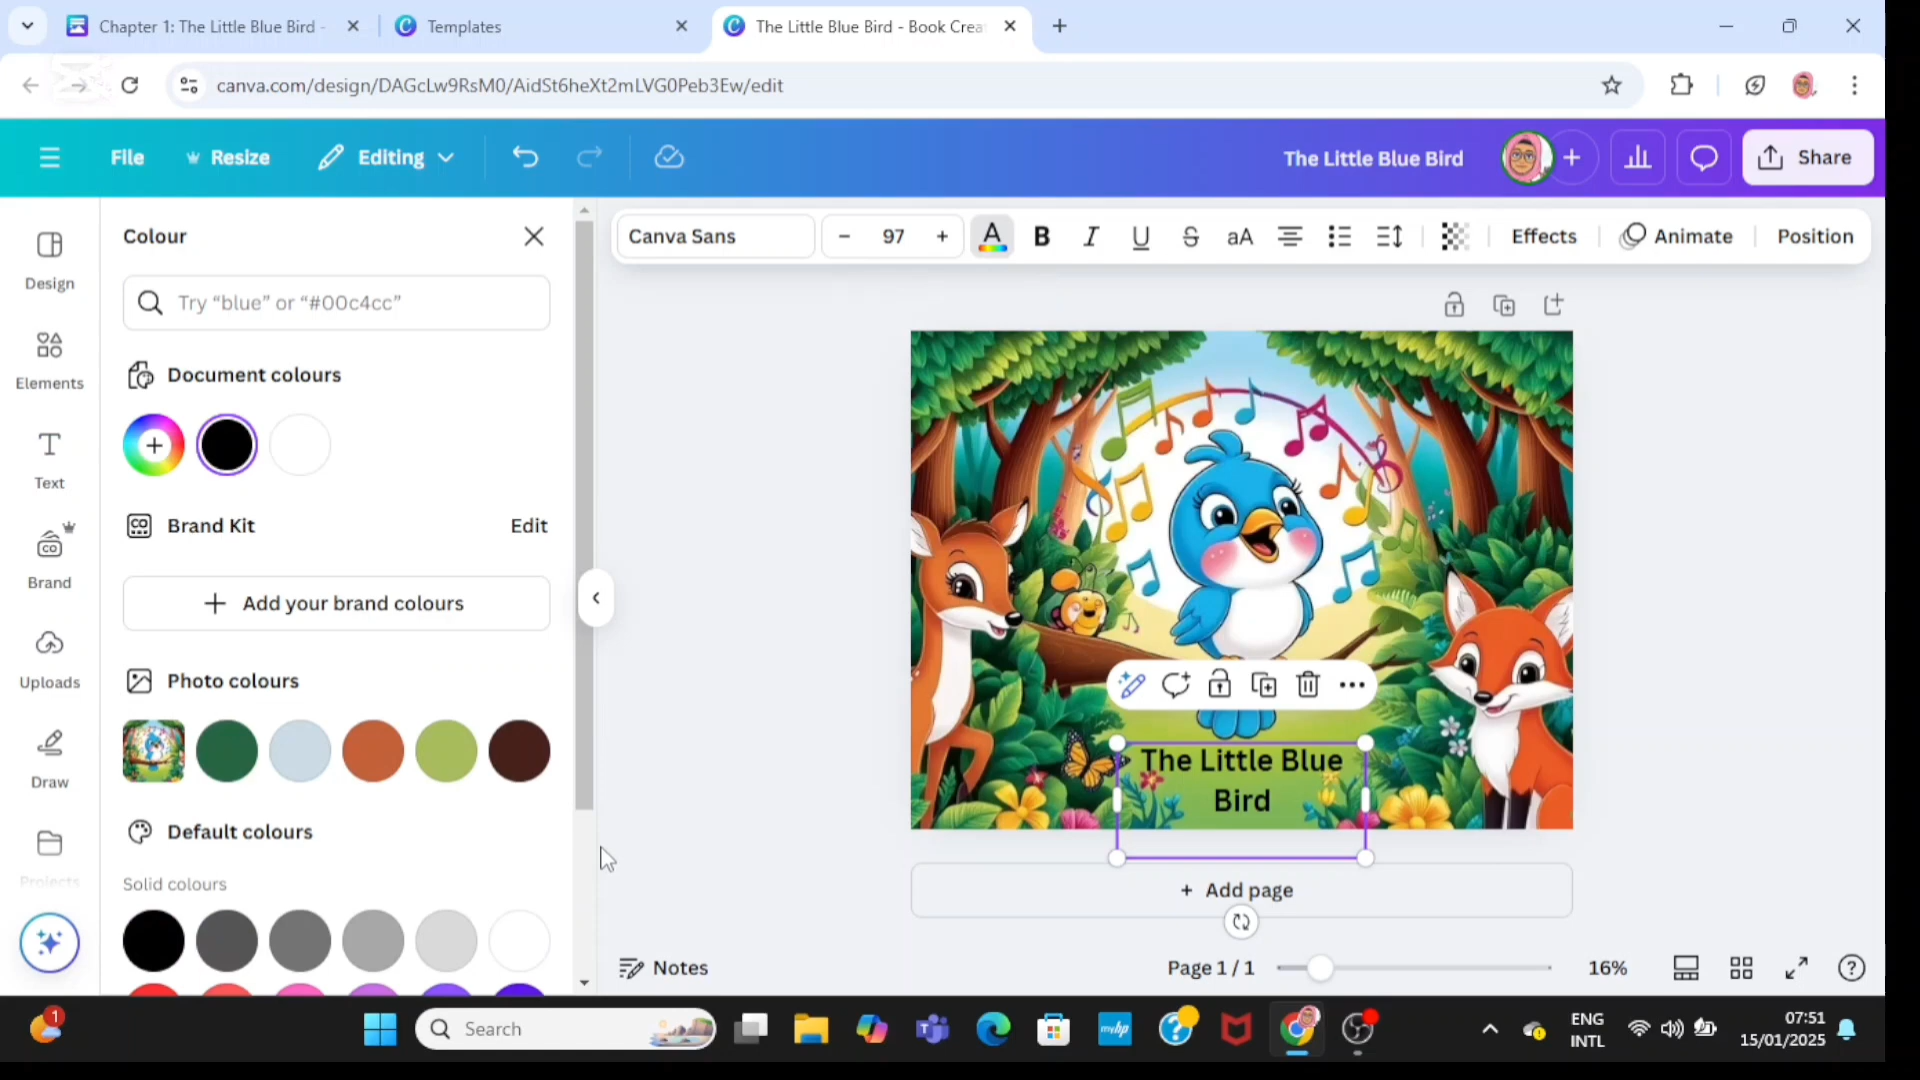 Chapter 1: The Little Blue Bird -
Templates
The Little Blue Bird - Book Crea
canva.com/design/DAGcLw9RsM0/AidSt6heXt2mLVG0Peb3Ew/edit
File
Resize
Editing
The Little Blue Bird
Share
Design
Elements
Text
Brand
Uploads
Draw
Projects
Colour
Try “blue” or “#00c4cc”
Document colours
Brand Kit
Edit
Add your brand colours
Photo colours
Default colours
Solid colours
Canva Sans
− 97 +
A B I U S aA
Effects
Animate
Position
The Little Blue
Bird
+ Add page
Notes
Page 1 / 1
16%
1
Search
myhp
ENG
INTL
07:51
15/01/2025